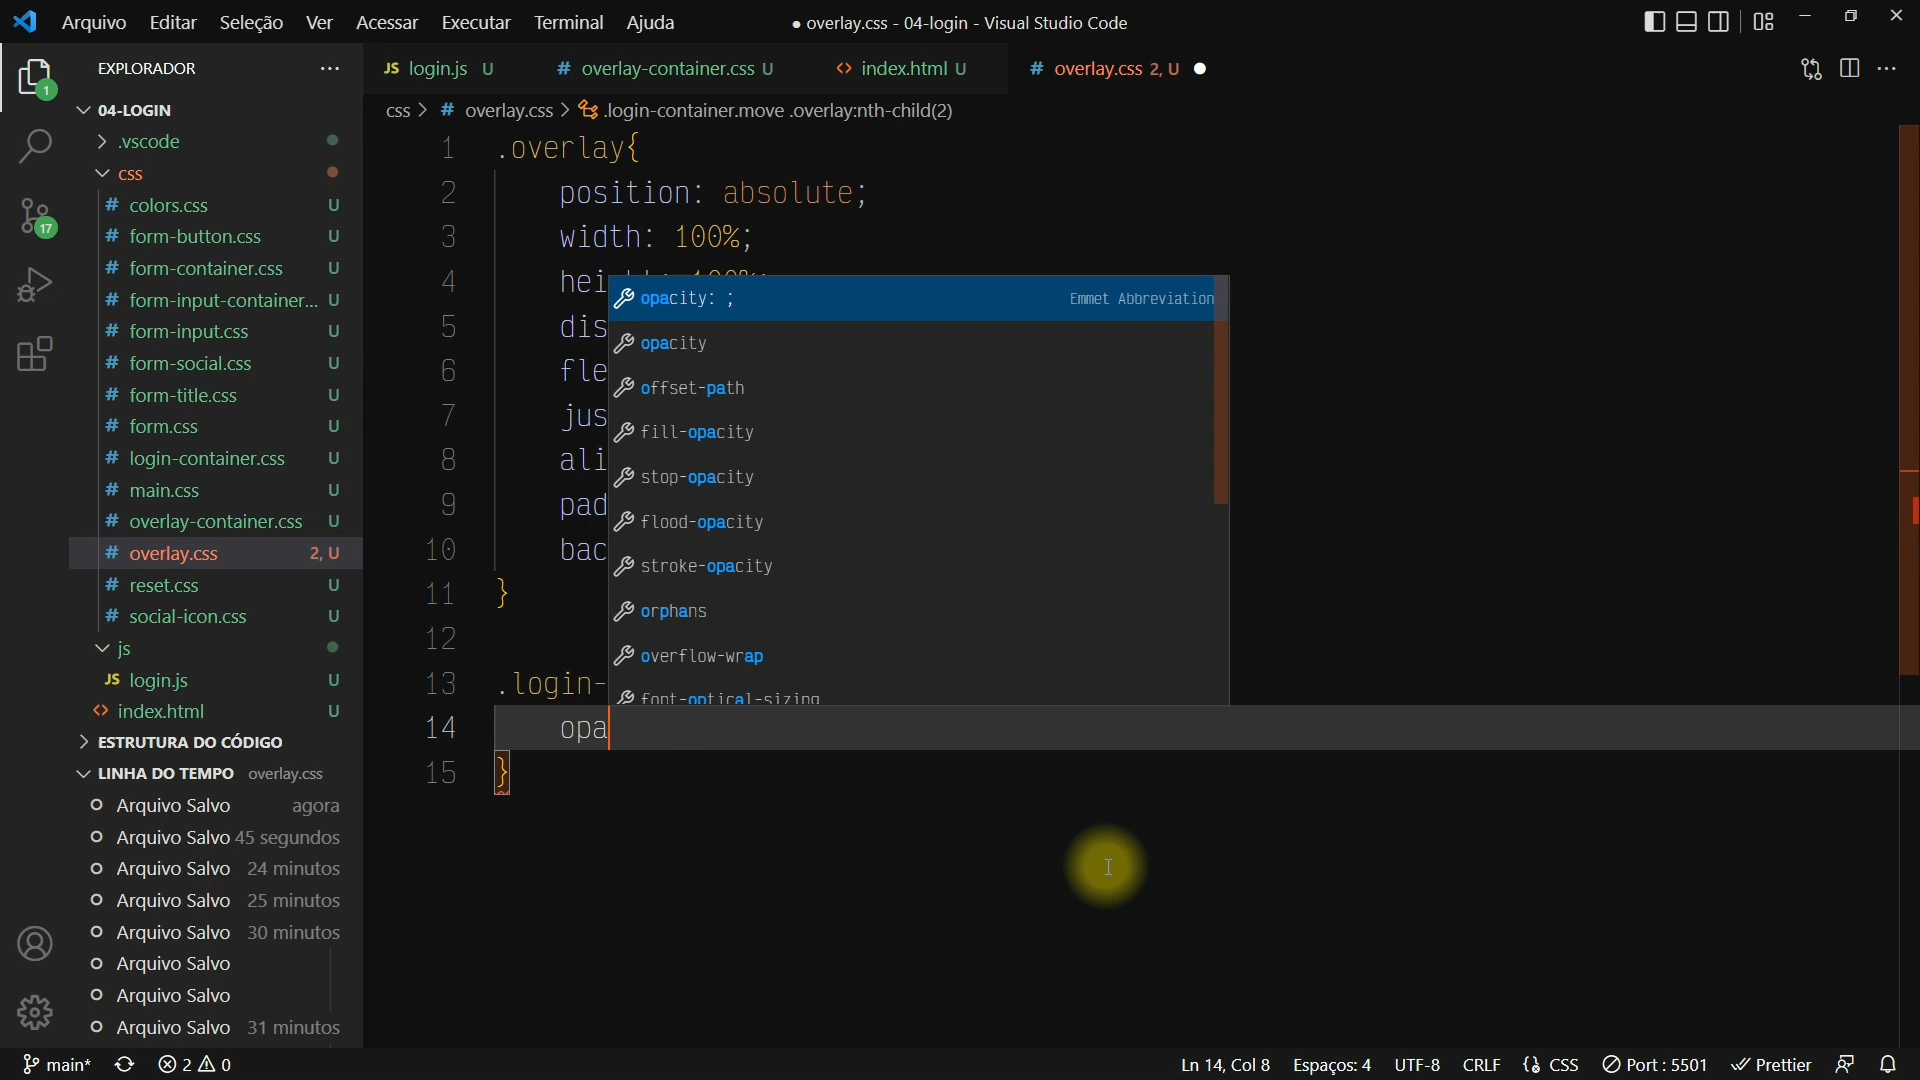 Arquivo Editar Seleção Ver Acessar Executar Terminal Ajuda
● overlay.css - 04-login - Visual Studio Code
EXPLORADOR ···
JS login.js U # overlay-container.css U <> index.html U # overlay.css 2, U ●
css > # overlay.css > .login-container.move .overlay:nth-child(2)
1
17
04-LOGIN
.vscode
css
# colors.css U
# form-button.css U
# form-container.css U
# form-input-container... U
# form-input.css U
# form-social.css U
# form-title.css U
# form.css U
# login-container.css U
# main.css U
# overlay-container.css U
# overlay.css 2, U
# reset.css U
# social-icon.css U
js
JS login.js U
<> index.html U
ESTRUTURA DO CÓDIGO
LINHA DO TEMPO overlay.css
Arquivo Salvo agora
Arquivo Salvo 45 segundos
Arquivo Salvo 24 minutos
Arquivo Salvo 25 minutos
Arquivo Salvo 30 minutos
Arquivo Salvo
Arquivo Salvo
Arquivo Salvo 31 minutos
1 .overlay{
2 position: absolute;
3 width: 100%;
4 height: 100%;
5 dis
6 fle
7 jus
8 ali
9 pad
10 bac
11 }
12
13 .login-
14 opa
15 }
opacity: ; Emmet Abbreviation
opacity
offset-path
fill-opacity
stop-opacity
flood-opacity
stroke-opacity
orphans
overflow-wrap
font-optical-sizing
main* 2 0 Ln 14, Col 8 Espaços: 4 UTF-8 CRLF {} CSS Port : 5501 Prettier